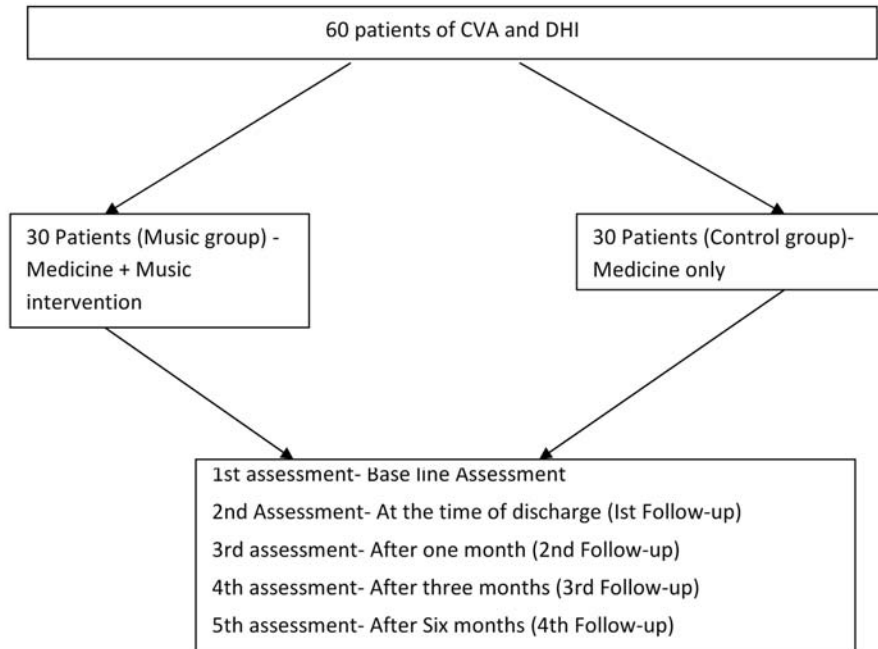 60 patients of CVA and DHI
30 Patients (Music group) -
Medicine + Music
intervention
30 Patients (Control group)-
Medicine only
1st assessment- Base line Assessment
2nd Assessment- At the time of discharge (Ist Follow-up)
3rd assessment- After one month (2nd Follow-up)
4th assessment- After three months (3rd Follow-up)
5th assessment- After Six months (4th Follow-up)